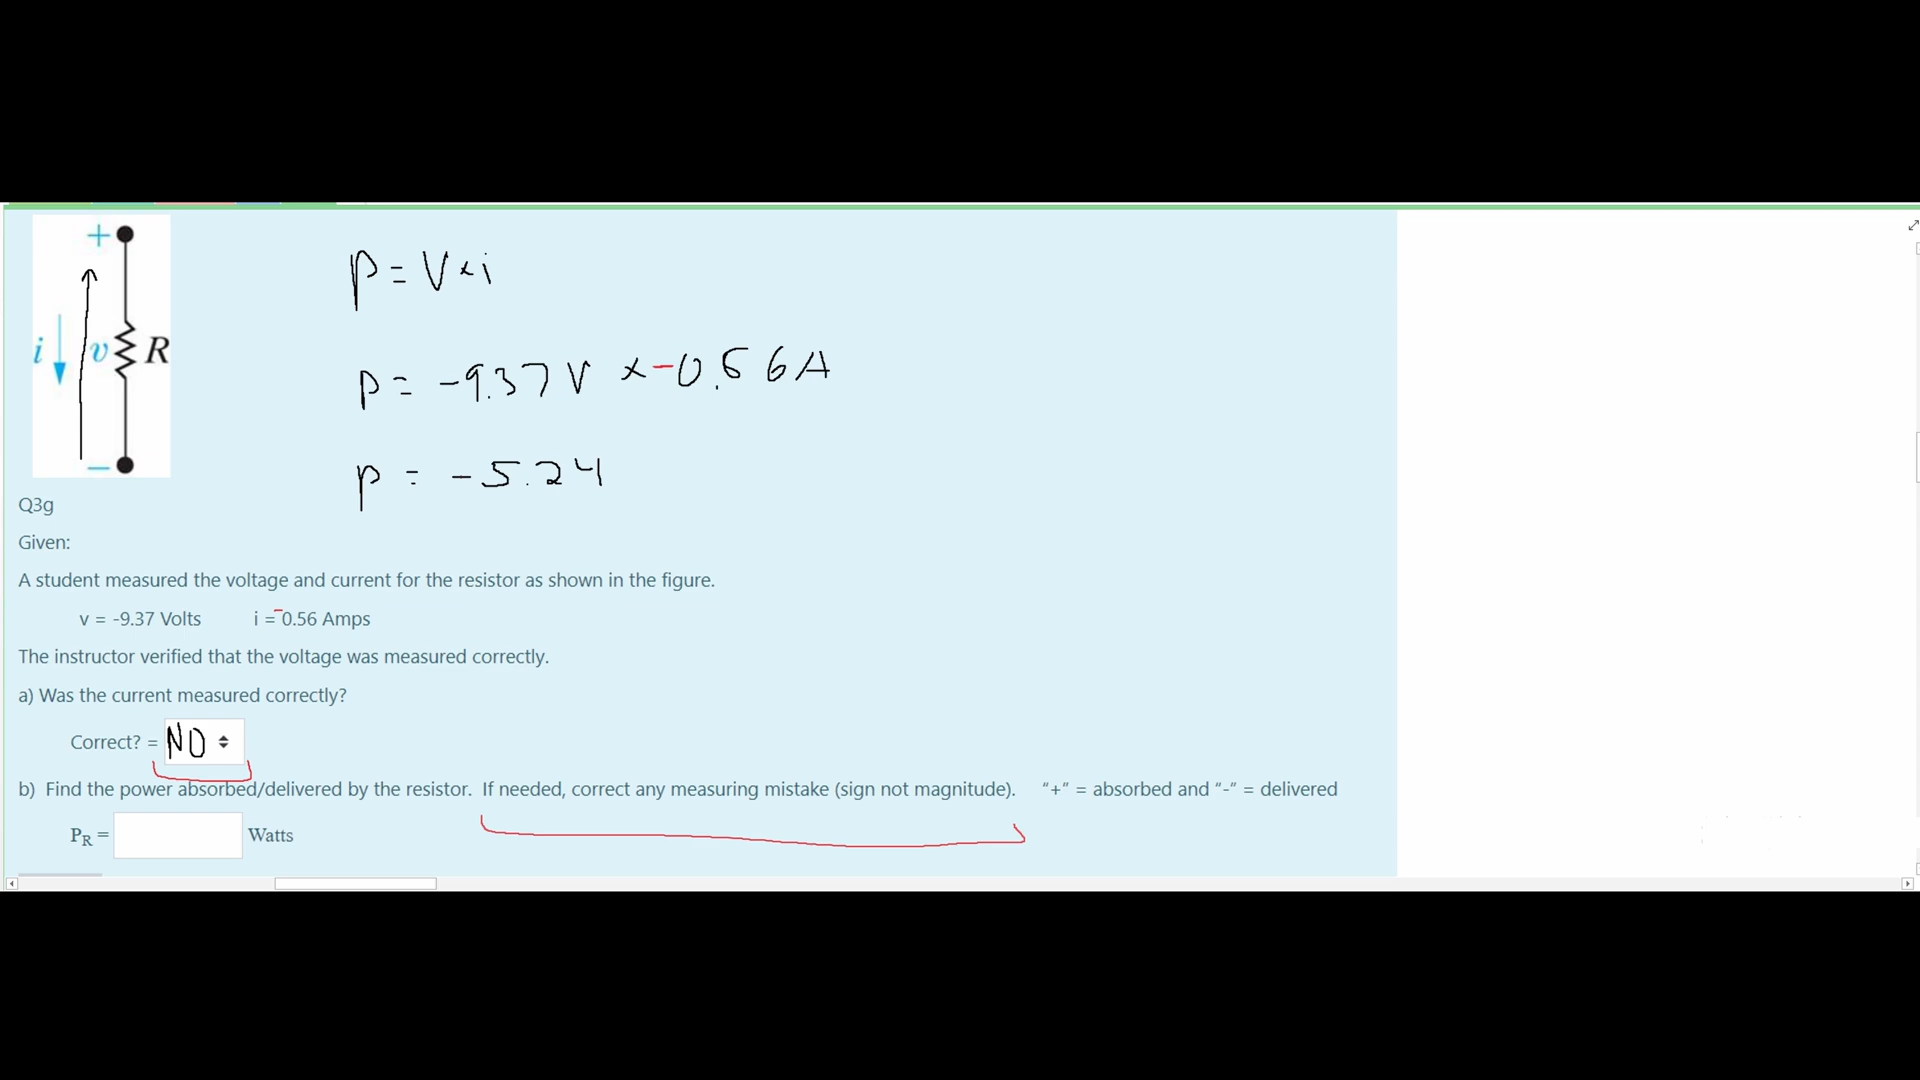 +
i v R
−
P = V × i
P = -9.37 V × -0.56 A
P = -5.24
Q3g
Given:
A student measured the voltage and current for the resistor as shown in the figure.
v = -9.37 Volts i = -0.56 Amps
The instructor verified that the voltage was measured correctly.
a) Was the current measured correctly?
Correct? = NO
b) Find the power absorbed/delivered by the resistor. If needed, correct any measuring mistake (sign not magnitude). "+" = absorbed and "-" = delivered
PR = Watts